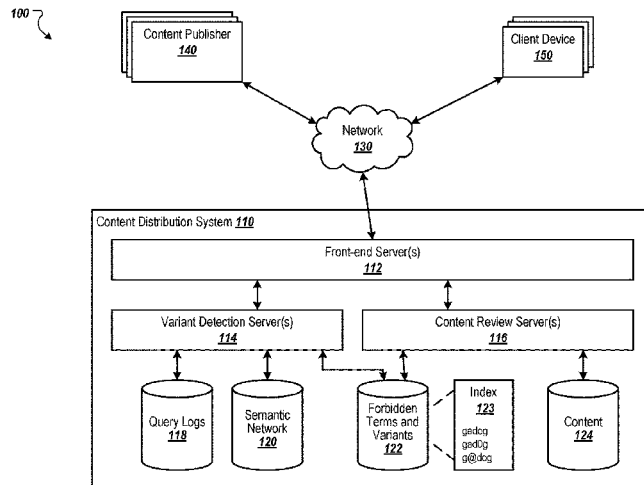 100
Content Publisher
140
Client Device
150
Network
130
Content Distribution System 110
Front-end Server(s)
112
Variant Detection Server(s)
114
Content Review Server(s)
116
Query Logs
118
Semantic
Network
120
Forbidden
Terms and
Variants
122
Index
123
gadog
gad0g
g@dog
Content
124